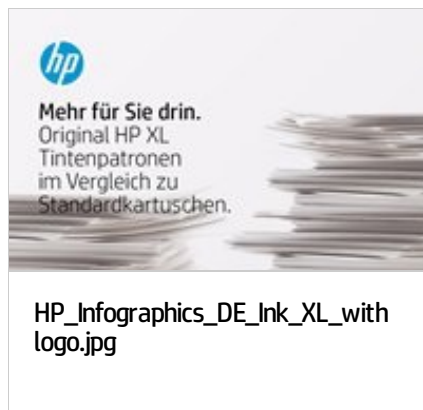 hp
Mehr für Sie drin.
Original HP XL
Tintenpatronen
im Vergleich zu
Standardkartuschen.
HP_Infographics_DE_Ink_XL_with
logo.jpg